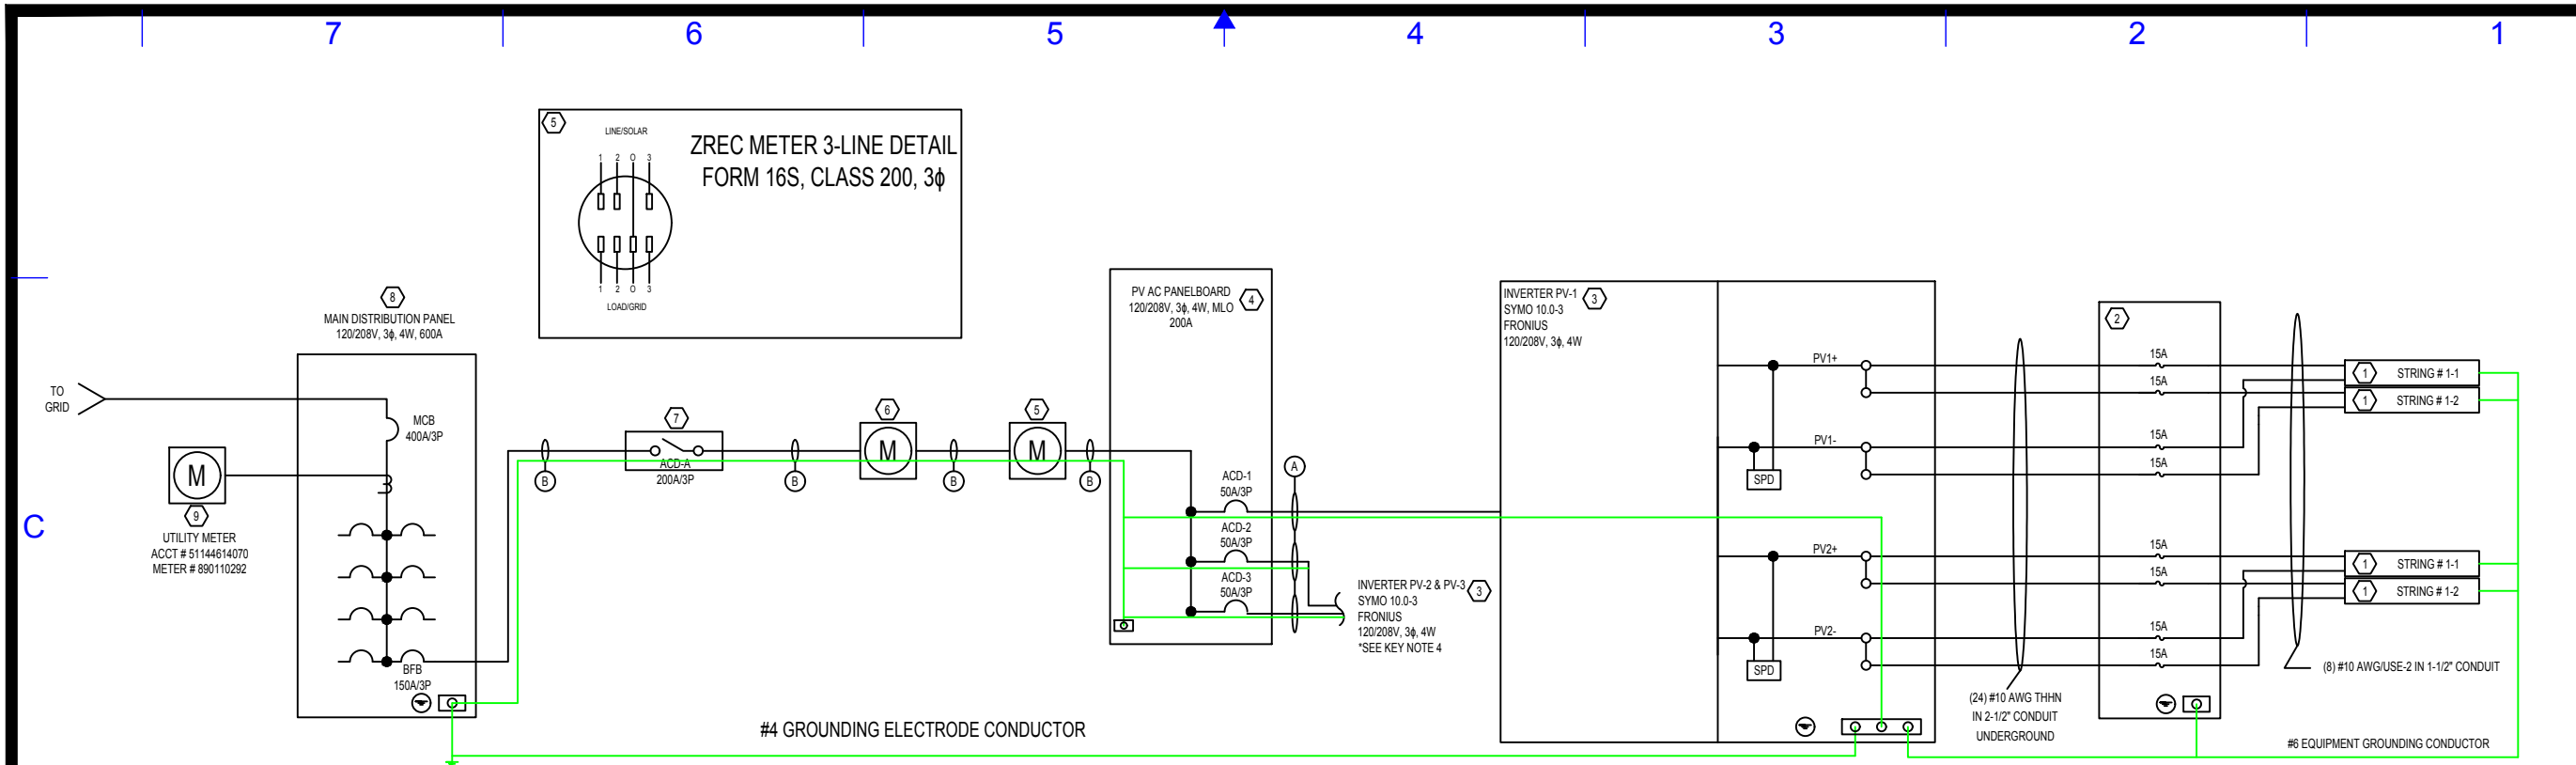 7
6
5
4
3
2
1
C
5
LINE/SOLAR
1 2 O 3
1 2 O 3
LOAD/GRID
ZREC METER 3-LINE DETAIL
FORM 16S, CLASS 200, 3ϕ
8
MAIN DISTRIBUTION PANEL
120/208V, 3ϕ, 4W, 600A
TO
GRID
MCB
400A/3P
M
9
UTILITY METER
ACCT # 51144614070
METER # 890110292
BFB
150A/3P
B
7
ACD-A
200A/3P
B
6
M
B
5
M
B
PV AC PANELBOARD
120/208V, 3ϕ, 4W, MLO
200A
4
ACD-1
50A/3P
ACD-2
50A/3P
ACD-3
50A/3P
A
INVERTER PV-2 & PV-3
SYMO 10.0-3
FRONIUS
120/208V, 3ϕ, 4W
*SEE KEY NOTE 4
3
INVERTER PV-1
SYMO 10.0-3
FRONIUS
120/208V, 3ϕ, 4W
3
PV1+
PV1-
SPD
PV2+
PV2-
SPD
(24) #10 AWG THHN
IN 2-1/2" CONDUIT
UNDERGROUND
2
15A
15A
15A
15A
15A
15A
15A
15A
1 STRING # 1-1
1 STRING # 1-2
1 STRING # 1-1
1 STRING # 1-2
(8) #10 AWG/USE-2 IN 1-1/2" CONDUIT
#4 GROUNDING ELECTRODE CONDUCTOR
#6 EQUIPMENT GROUNDING CONDUCTOR